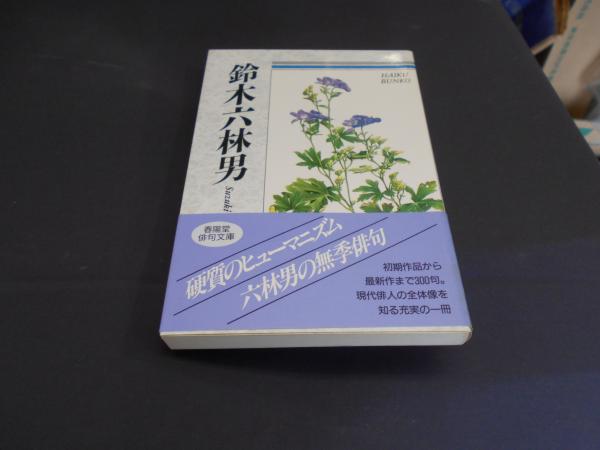 鈴木六林男
Suzuki
HAIKU
BUNKO
春陽堂
俳句文庫
硬質のヒューマニズム
六林男の無季俳句
初期作品から
最新作まで300句。
現代俳人の全体像を
知る充実の一冊